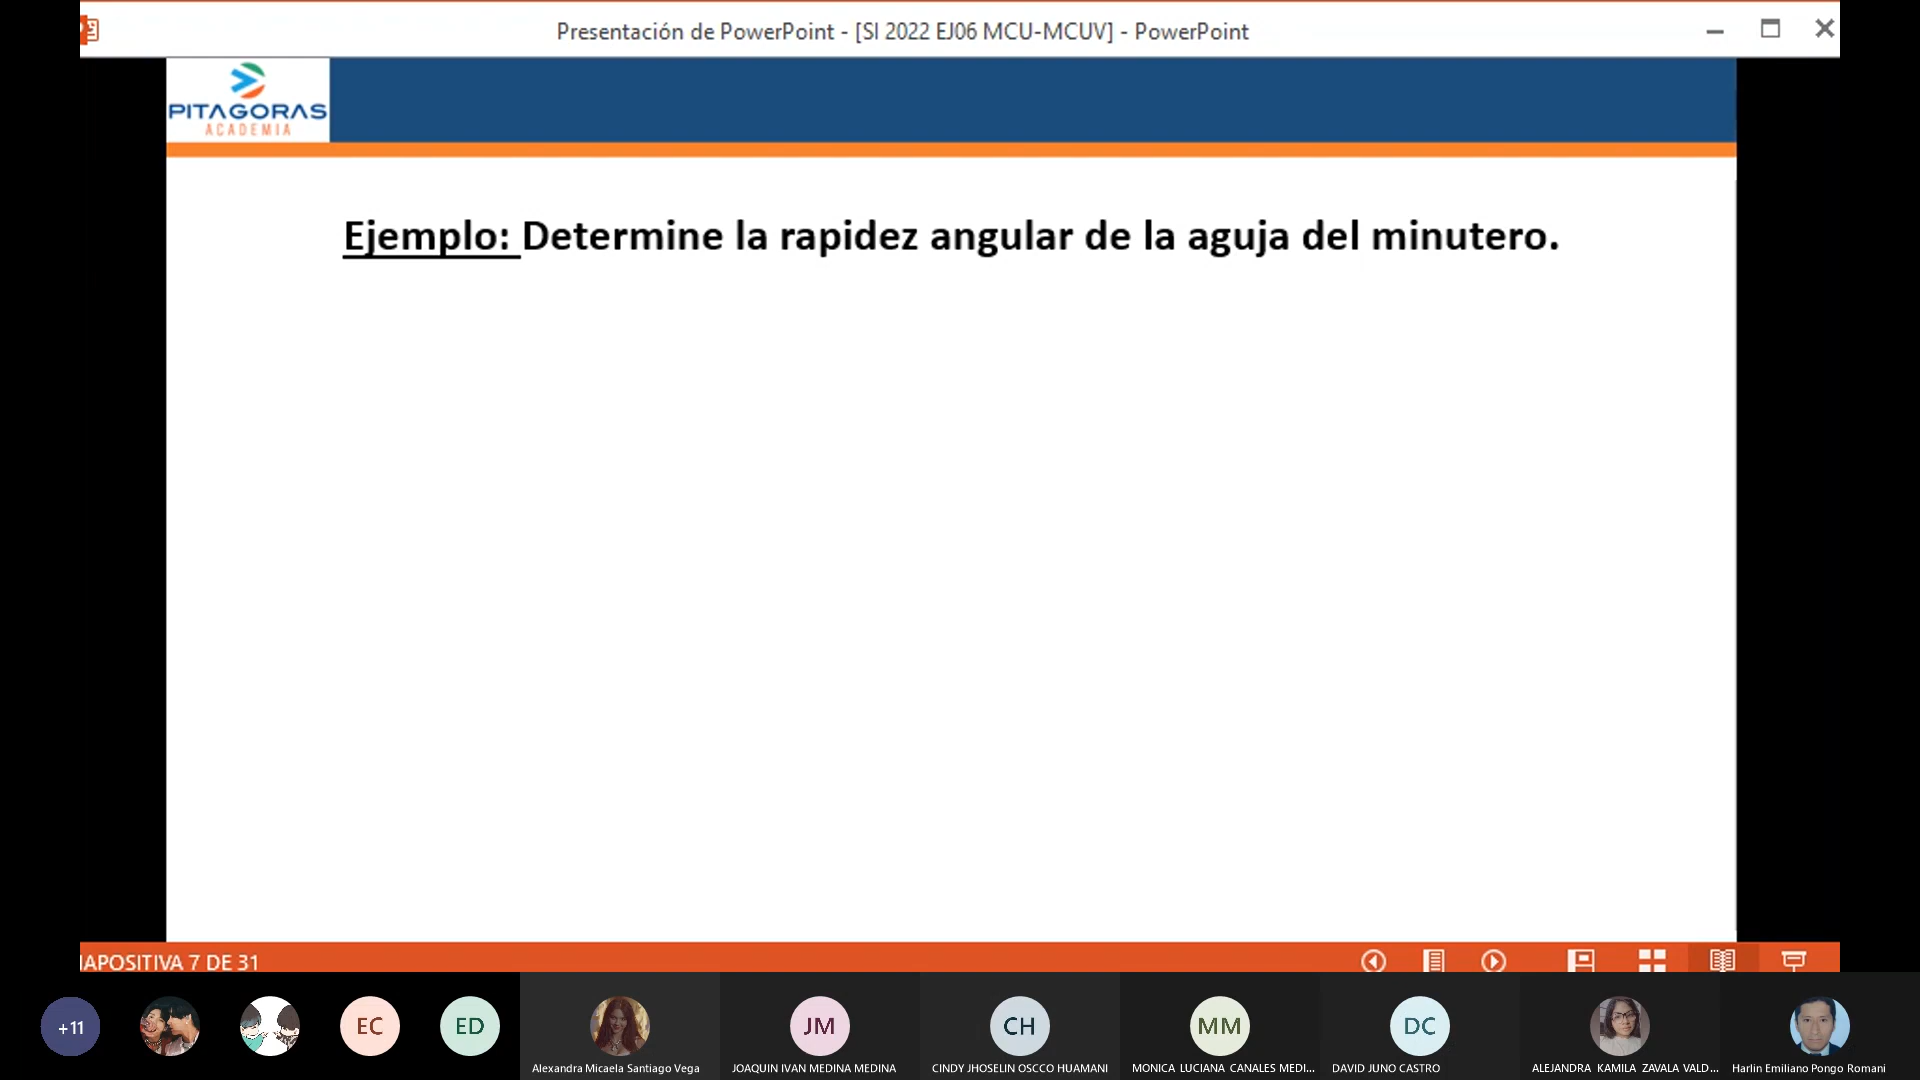 Presentación de PowerPoint - [SI 2022 EJ06 MCU-MCUV] - PowerPoint
PITAGORAS
ACADEMIA
Ejemplo: Determine la rapidez angular de la aguja del minutero.
IAPOSITIVA 7 DE 31
+11
EC
ED
JM
CH
MM
DC
Alexandra Micaela Santiago Vega
JOAQUIN IVAN MEDINA MEDINA
CINDY JHOSELIN OSCCO HUAMANI
MONICA LUCIANA CANALES MEDI...
DAVID JUNO CASTRO
ALEJANDRA KAMILA ZAVALA VALD...
Harlin Emiliano Pongo Romani